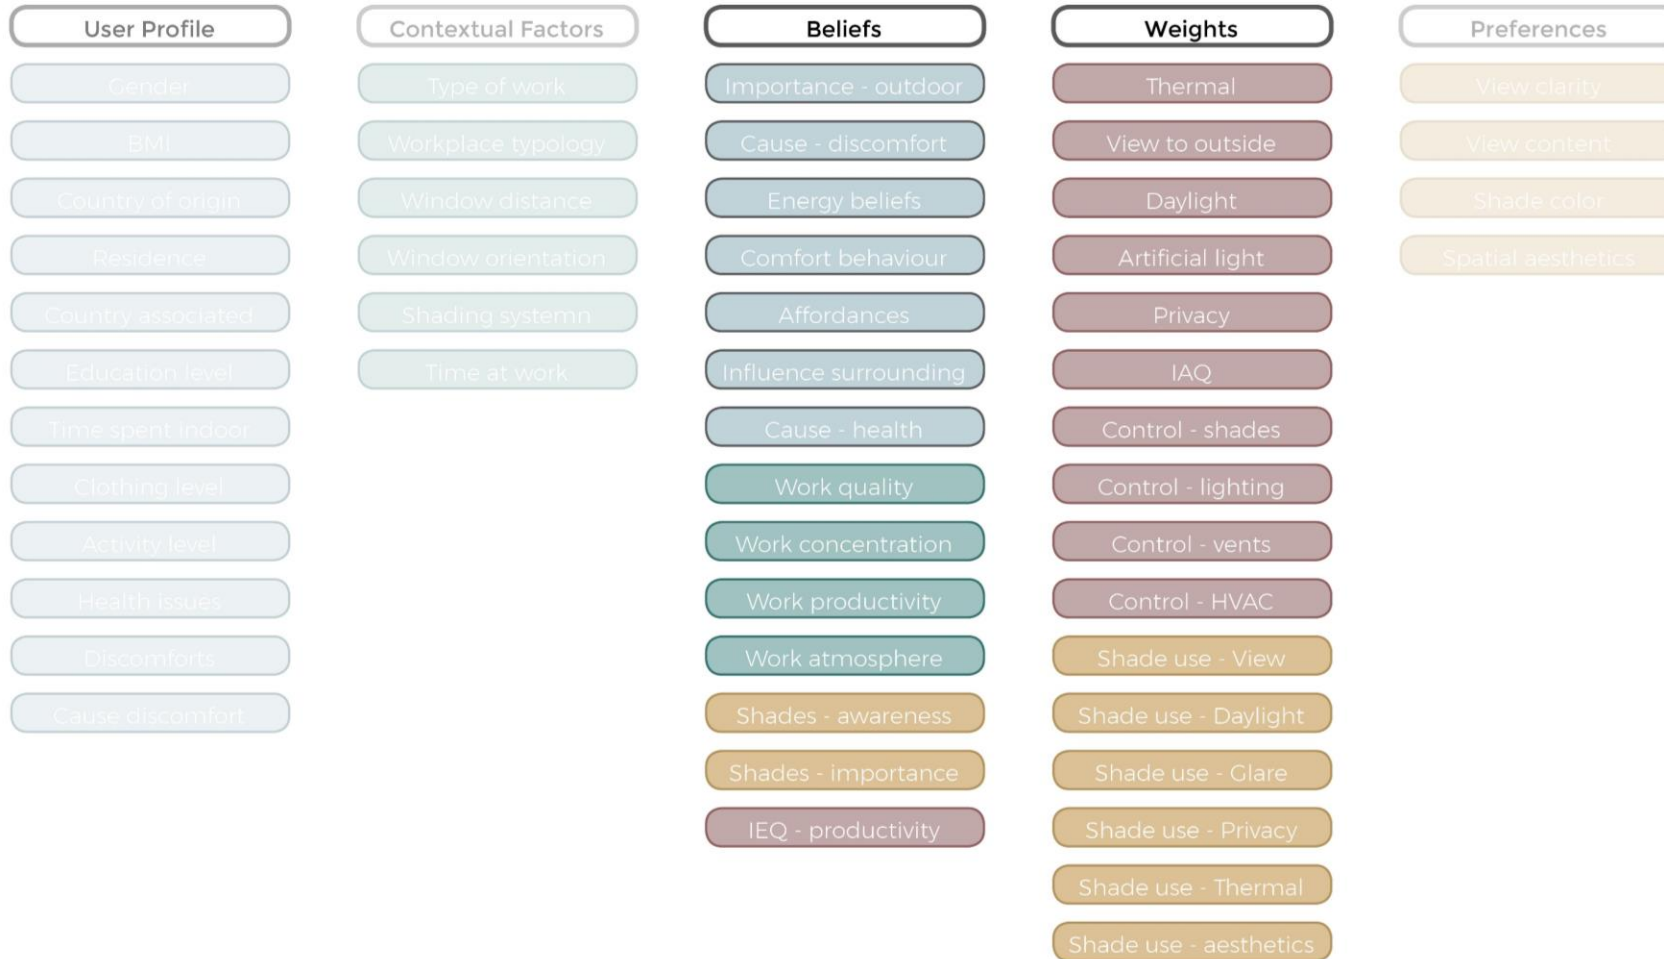 User Profile
Gender
BMI
Country of origin
Residence
Country associated
Education level
Time spent indoor
Clothing level
Activity level
Health issues
Discomforts
Cause discomfort
Contextual Factors
Type of work
Workplace typology
Window distance
Window orientation
Shading systemn
Time at work
Beliefs
Importance - outdoor
Cause - discomfort
Energy beliefs
Comfort behaviour
Affordances
Influence surrounding
Cause - health
Work quality
Work concentration
Work productivity
Work atmosphere
Shades - awareness
Shades - importance
IEQ - productivity
Weights
Thermal
View to outside
Daylight
Artificial light
Privacy
IAQ
Control - shades
Control - lighting
Control - vents
Control - HVAC
Shade use - View
Shade use - Daylight
Shade use - Glare
Shade use - Privacy
Shade use - Thermal
Shade use - aesthetics
Preferences
View clarity
View content
Shade color
Spatial aesthetics